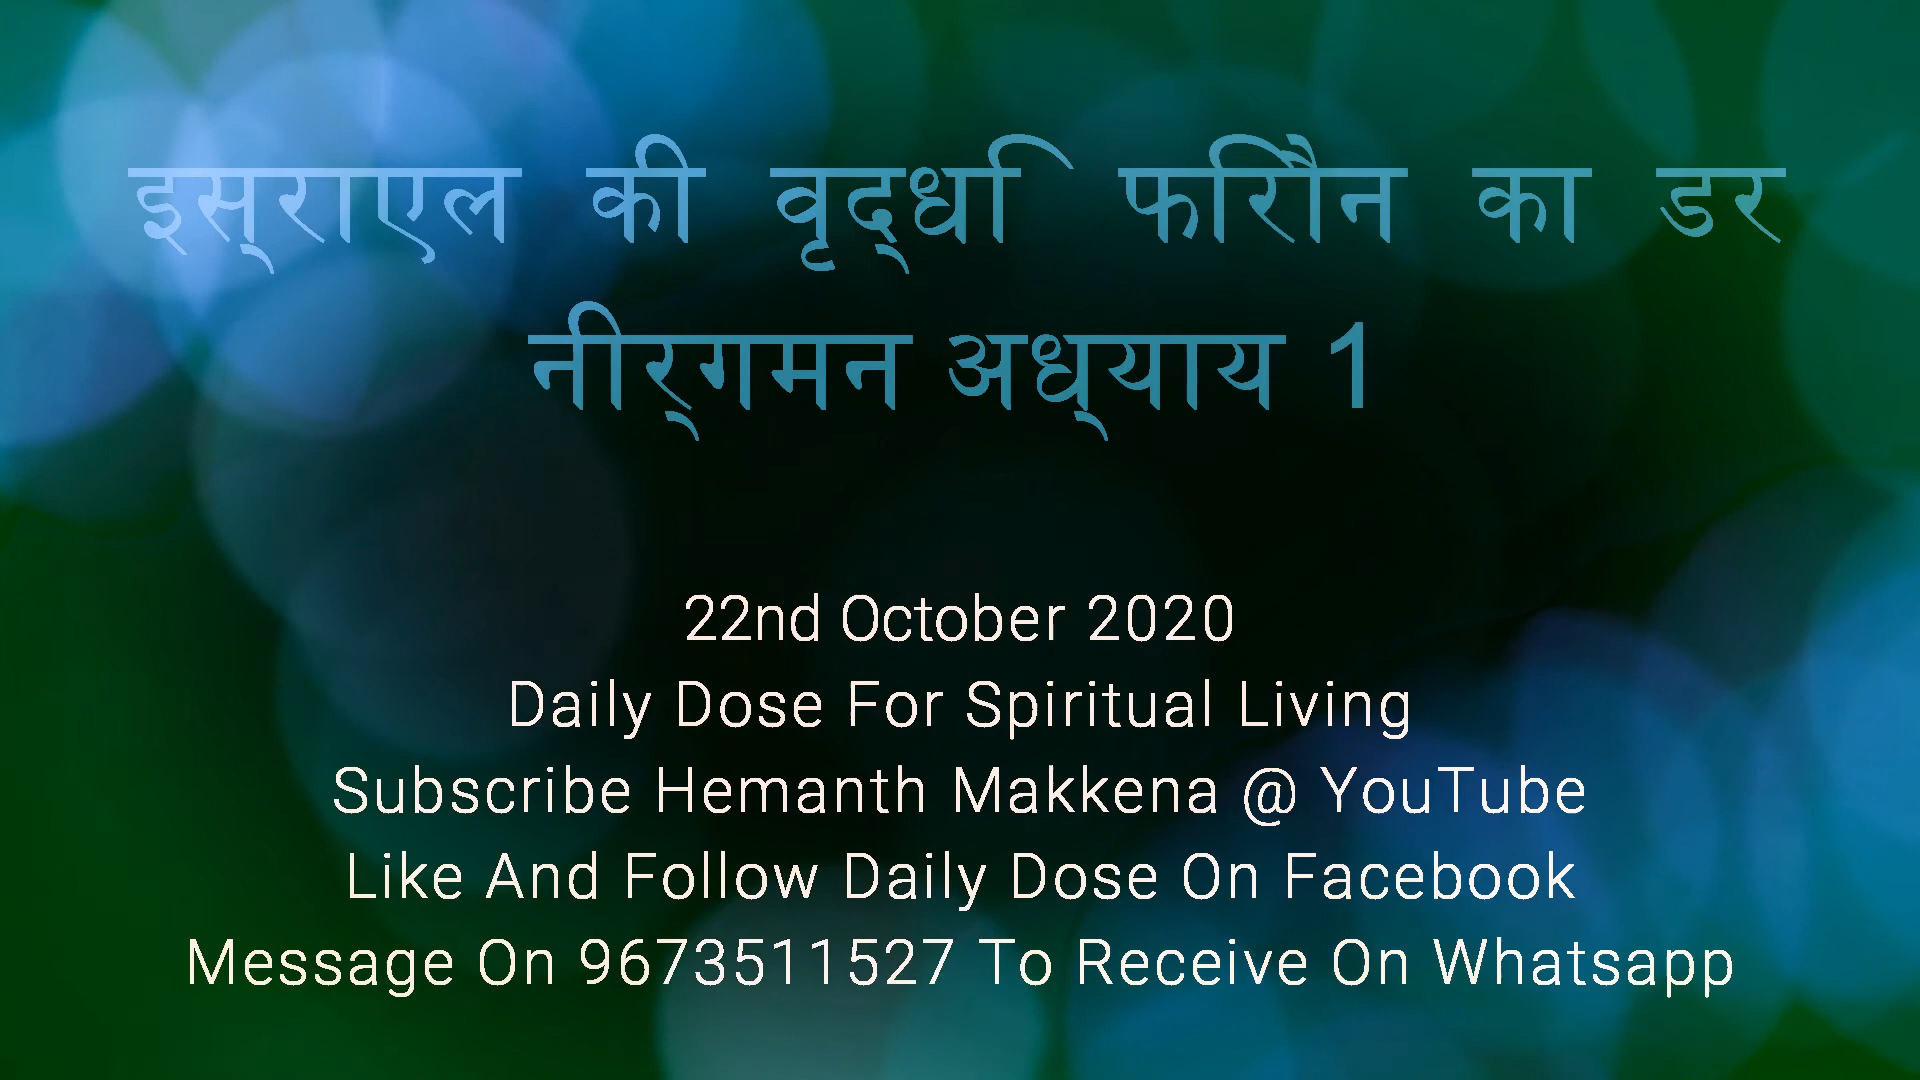 इस्राएल की वृद्धि फिरौन का डर
नीर्गमन अध्याय 1
22nd October 2020
Daily Dose For Spiritual Living
Subscribe Hemanth Makkena @ YouTube
Like And Follow Daily Dose On Facebook
Message On 9673511527 To Receive On Whatsapp